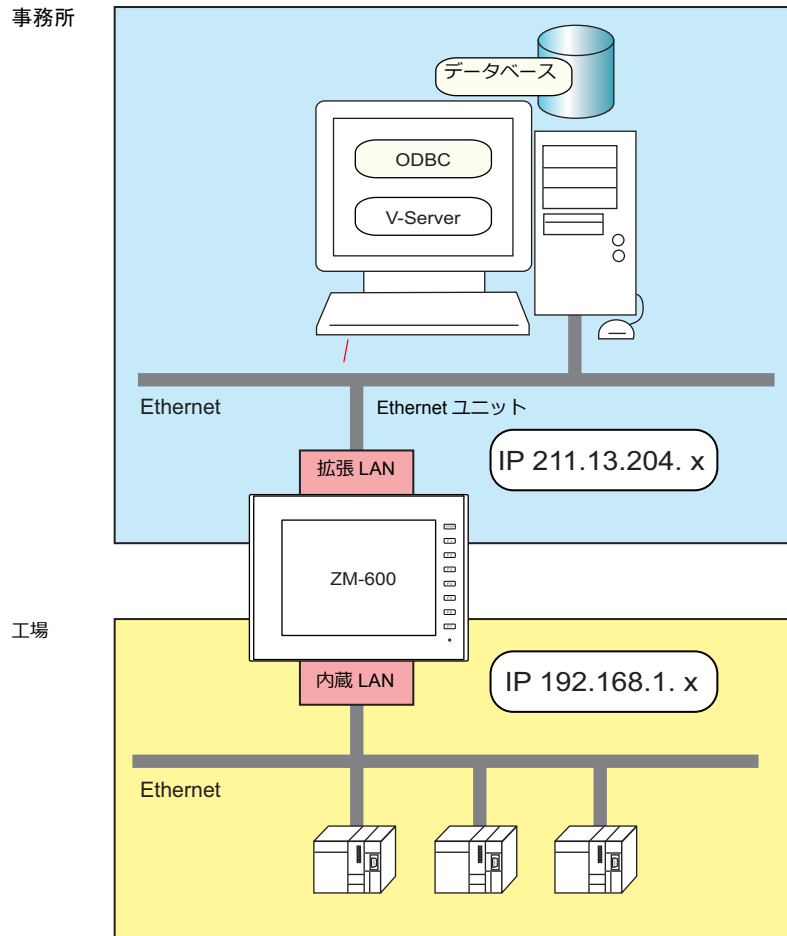 事務所
データベース
ODBC
V-Server
Ethernet
Ethernet ユニット
拡張 LAN
IP 211.13.204. x
ZM-600
工場
内蔵 LAN
IP 192.168.1. x
Ethernet